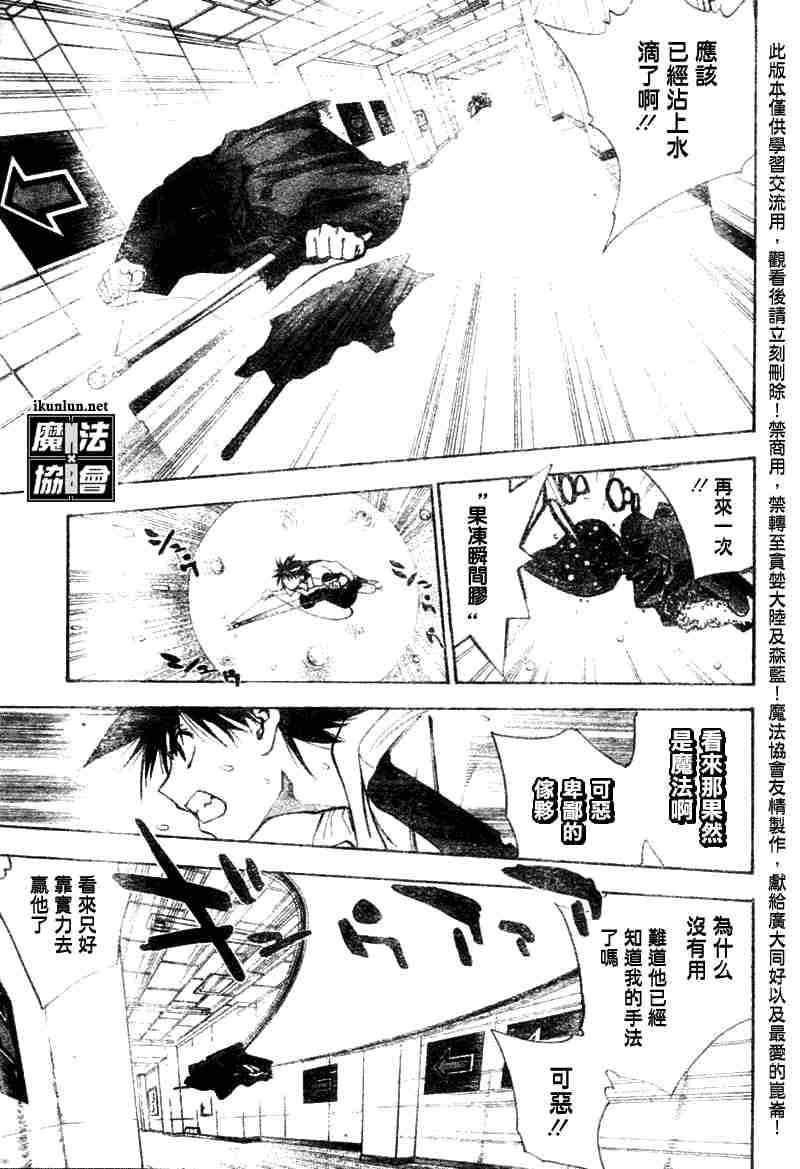 應該
已經沾上水
滴了啊!!
再來一次
!!
"果凍瞬間膠"
看來那果然
是魔法啊
可惡
卑鄙的
傢夥
為什么
沒有用
難道他已經
知道我的手法
了嗎
可惡!!
看來只好
靠實力去
贏他了
ikunlun.net
魔法
協會
此版本僅供學習交流用，觀看後請立刻刪除！禁商用，禁轉至貪婪大陸及森藍！魔法協會友情製作，獻給廣大同好以及最愛的崑崙！